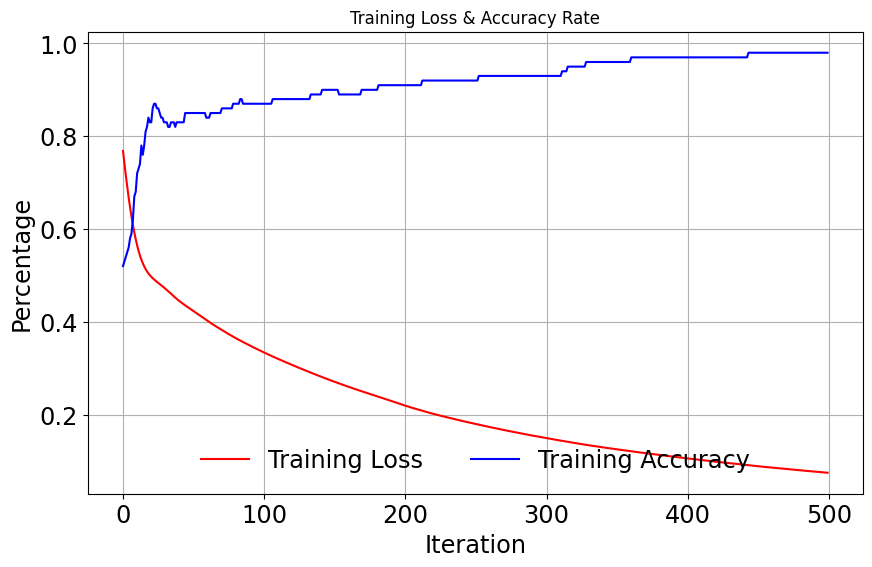 Training Loss & Accuracy Rate
1.0
0.8
0.6
0.4
0.2
Percentage
Training Loss Training Accuracy
0 100 200 300 400 500
Iteration